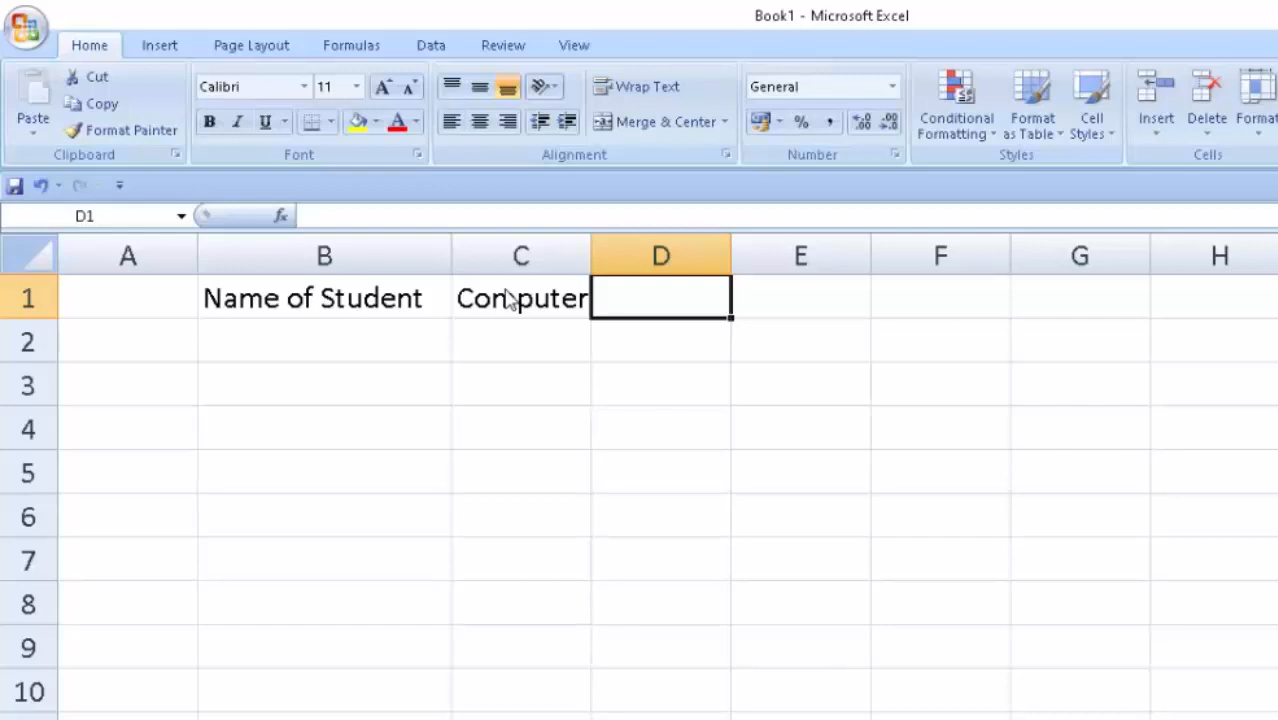 Book1 - Microsoft Excel
Home Insert Page Layout Formulas Data Review View
Cut
Copy
Format Painter
Paste
Calibri 11
B I U
Wrap Text
Merge & Center
General
%
Conditional Formatting
Format as Table
Cell Styles
Insert
Delete
Format
Clipboard Font Alignment Number Styles Cells
D1 fx
A B C D E F G H
1 Name of Student Computer
2
3
4
5
6
7
8
9
10